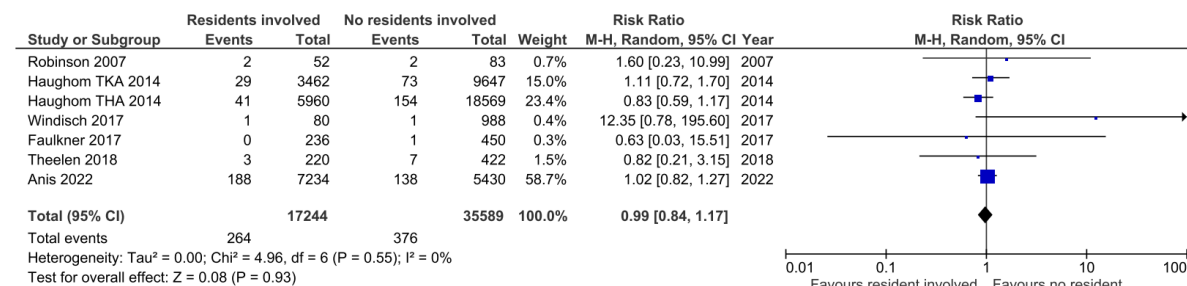 Residents involved No residents involved Risk Ratio Risk Ratio
Study or Subgroup Events Total Events Total Weight M-H, Random, 95% CI Year M-H, Random, 95% CI
Robinson 2007 2 52 2 83 0.7% 1.60 [0.23, 10.99] 2007
Haughom TKA 2014 29 3462 73 9647 15.0% 1.11 [0.72, 1.70] 2014
Haughom THA 2014 41 5960 154 18569 23.4% 0.83 [0.59, 1.17] 2014
Windisch 2017 1 80 1 988 0.4% 12.35 [0.78, 195.60] 2017
Faulkner 2017 0 236 1 450 0.3% 0.63 [0.03, 15.51] 2017
Theelen 2018 3 220 7 422 1.5% 0.82 [0.21, 3.15] 2018
Anis 2022 188 7234 138 5430 58.7% 1.02 [0.82, 1.27] 2022
Total (95% CI) 17244 35589 100.0% 0.99 [0.84, 1.17]
Total events 264 376
Heterogeneity: Tau² = 0.00; Chi² = 4.96, df = 6 (P = 0.55); I² = 0%
Test for overall effect: Z = 0.08 (P = 0.93)
0.01 0.1 1 10 100
Favours resident involved Favours no resident